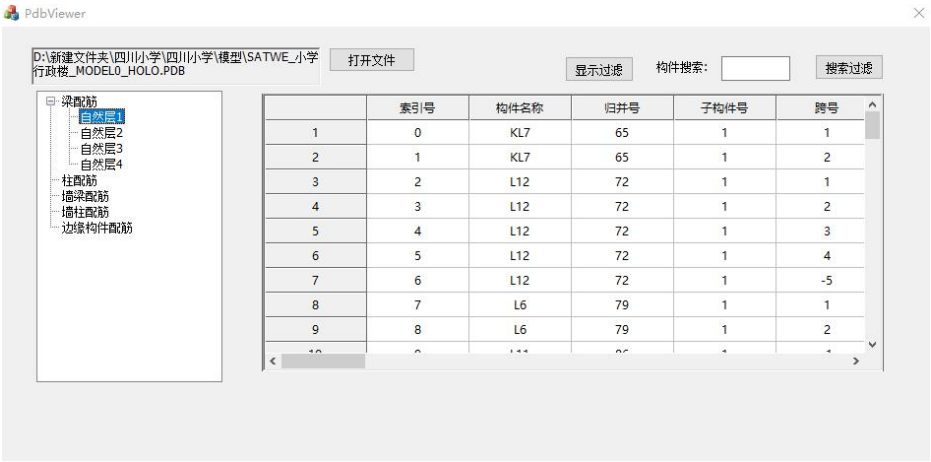 PdbViewer
D:\新建文件夹\四川小学\四川小学\模型\SATWE_小学
行政楼_MODEL0_HOLO.PDB
打开文件
显示过滤
构件搜索：
搜索过滤
梁配筋
自然层1
自然层2
自然层3
自然层4
柱配筋
墙梁配筋
墙柱配筋
边缘构件配筋
索引号 构件名称 归并号 子构件号 跨号
1 0 KL7 65 1 1
2 1 KL7 65 1 2
3 2 L12 72 1 1
4 3 L12 72 1 2
5 4 L12 72 1 3
6 5 L12 72 1 4
7 6 L12 72 1 -5
8 7 L6 79 1 1
9 8 L6 79 1 2